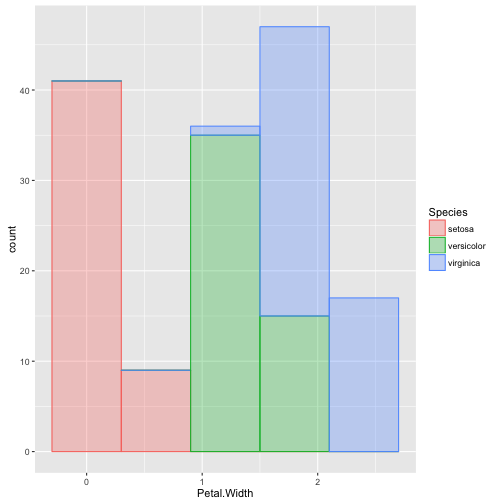 40
30
20
10
0
count
0
1
2
Petal.Width
Species
setosa
versicolor
virginica